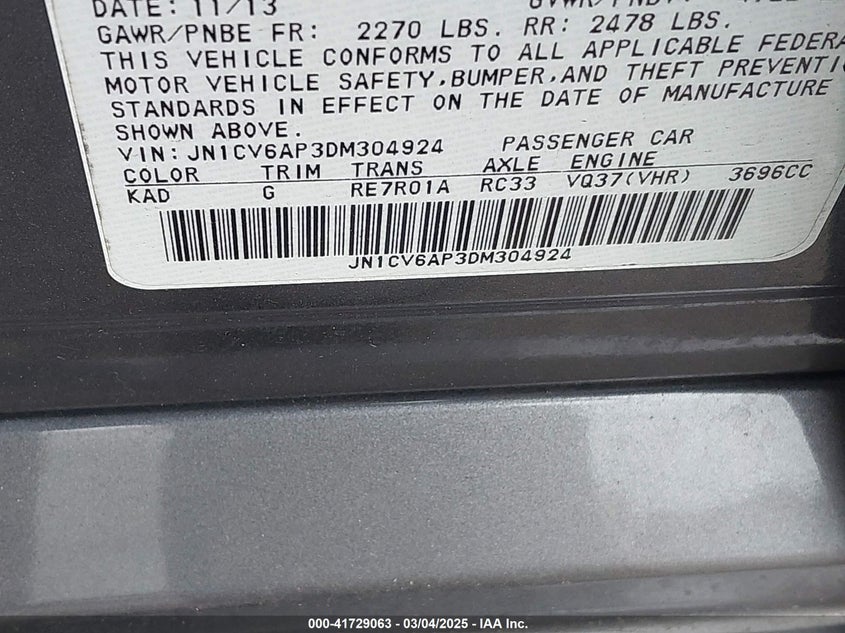 DATE: 11/13
GAWR/PNBE FR: 2270 LBS. RR: 2478 LBS.
THIS VEHICLE CONFORMS TO ALL APPLICABLE FEDERA
MOTOR VEHICLE SAFETY,BUMPER,AND THEFT PREVENTI
STANDARDS IN EFFECT ON THE DATE OF MANUFACTURE
SHOWN ABOVE.
VIN: JN1CV6AP3DM304924 PASSENGER CAR
COLOR TRIM TRANS AXLE ENGINE
KAD G RE7R01A RC33 VQ37(VHR) 3696CC
JN1CV6AP3DM304924
000-41729063 - 03/04/2025 - IAA Inc.